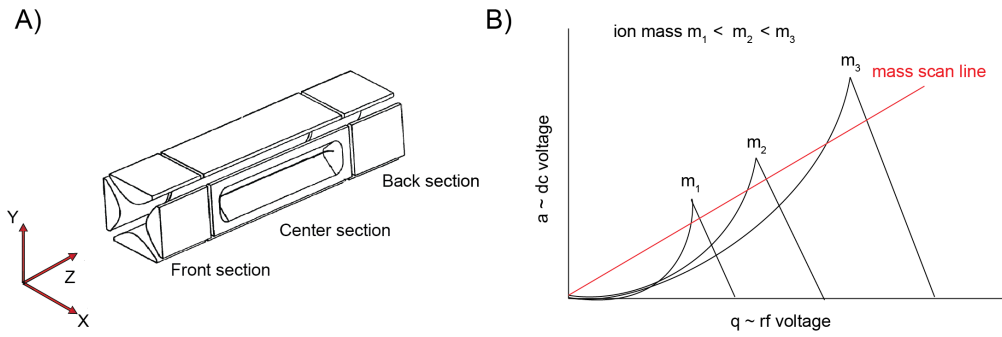 A)
Y
Z
X
Front section
Center section
Back section
B)
ion mass m₁ < m₂ < m₃
m₃
mass scan line
m₂
m₁
a ~ dc voltage
q ~ rf voltage